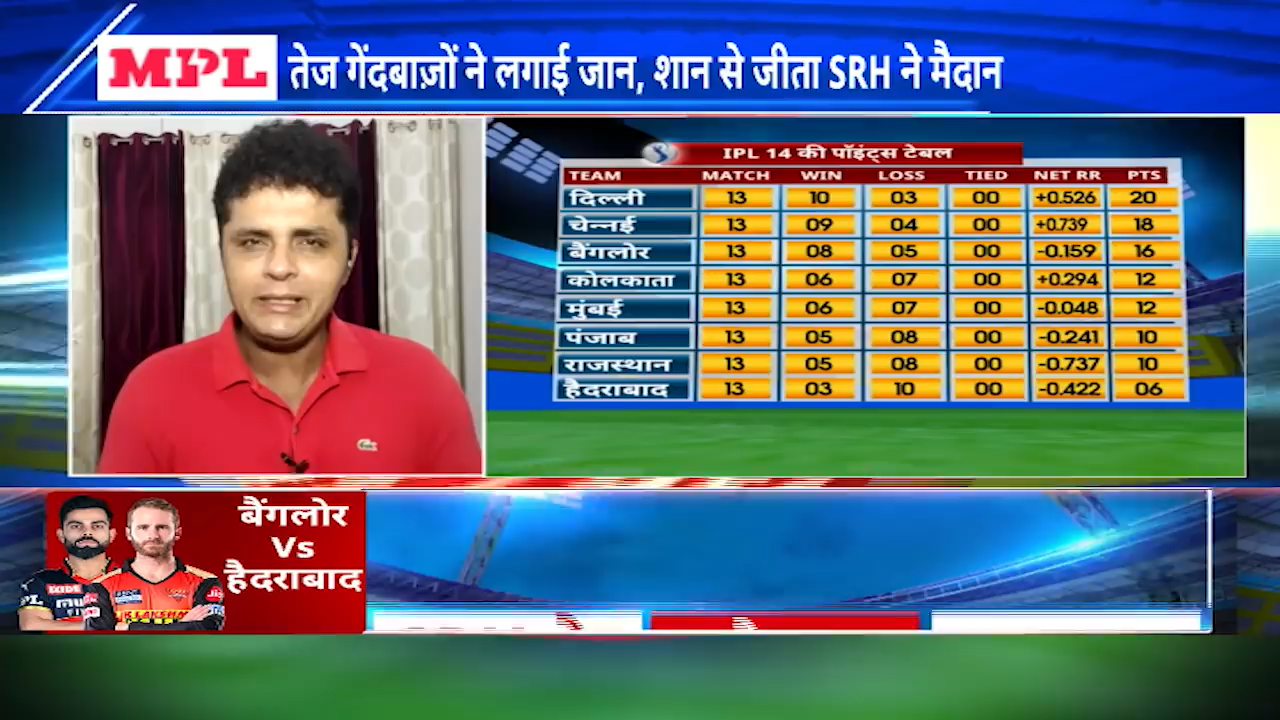 MPL तेज गेंदबाज़ों ने लगाई जान, शान से जीता SRH ने मैदान
IPL 14 की पॉइंट्स टेबल
TEAM MATCH WIN LOSS TIED NET RR PTS
दिल्ली 13 10 03 00 +0.526 20
चेन्नई 13 09 04 00 +0.739 18
बैंगलोर 13 08 05 00 -0.159 16
कोलकाता 13 06 07 00 +0.294 12
मुंबई 13 06 07 00 -0.048 12
पंजाब 13 05 08 00 -0.241 10
राजस्थान 13 05 08 00 -0.737 10
हैदराबाद 13 03 10 00 -0.422 06
बैंगलोर
Vs
हैदराबाद